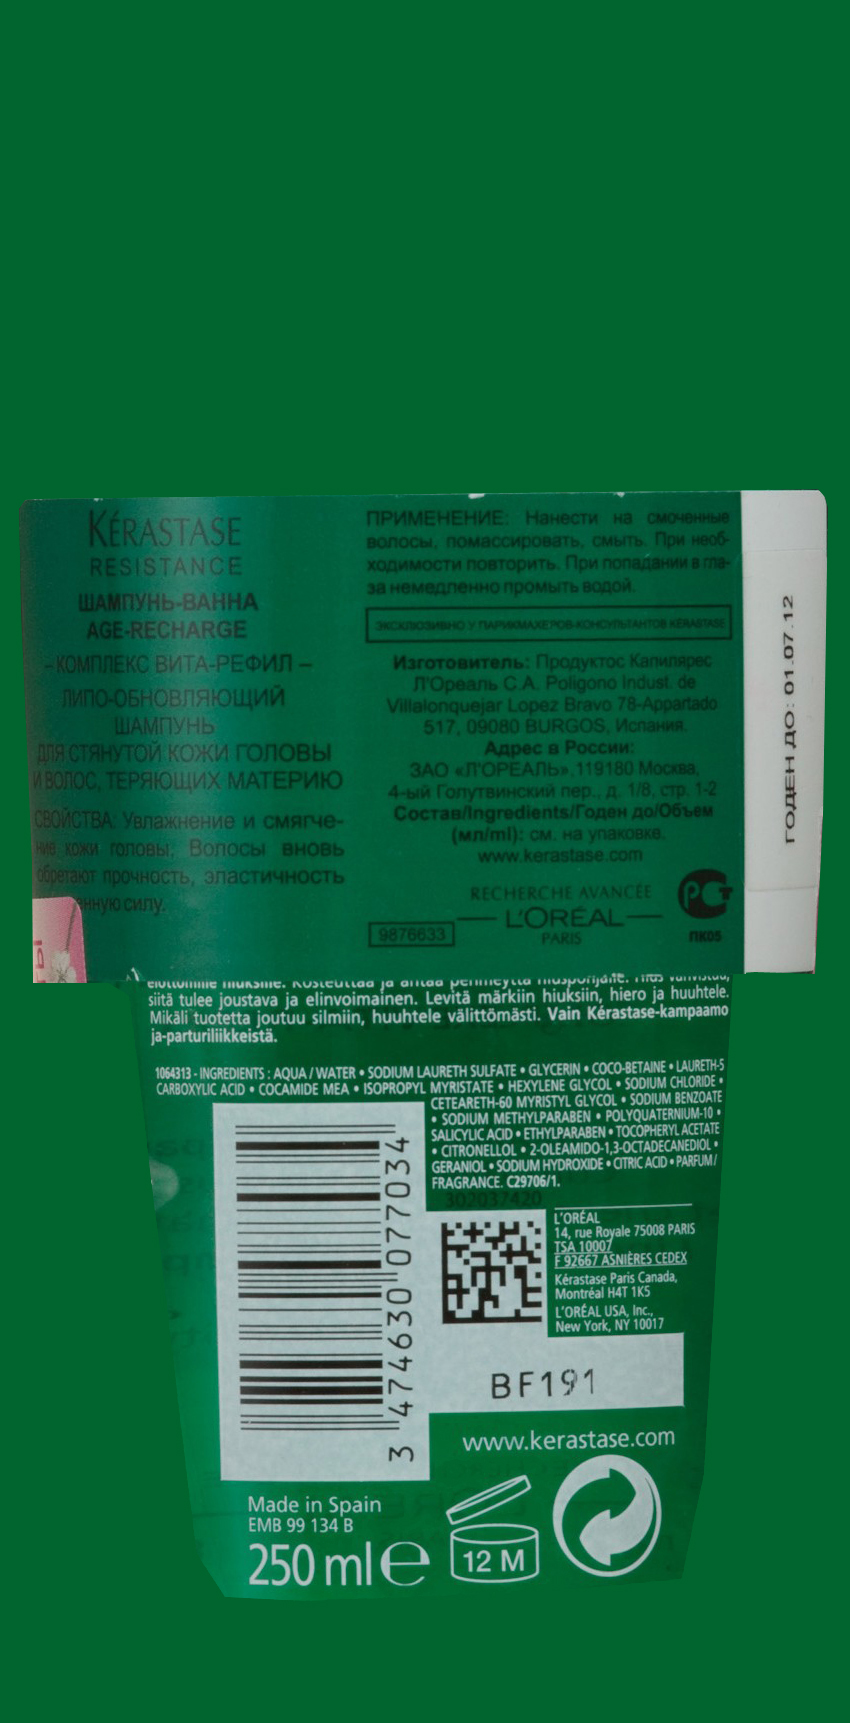 KÉRASTASE
RESISTANCE
ШАМПУНЬ-ВАННА
AGE-RECHARGE
– КОМПЛЕКС ВИТА-РЕФИЛ –
ЛИПО-ОБНОВЛЯЮЩИЙ
ШАМПУНЬ
ДЛЯ СТЯНУТОЙ КОЖИ ГОЛОВЫ
И ВОЛОС, ТЕРЯЮЩИХ МАТЕРИЮ
СВОЙСТВА: Увлажнение и смягче-
ние кожи головы. Волосы вновь
обретают прочность, эластичность
силу.
ПРИМЕНЕНИЕ: Нанести на смоченные
волосы, помассировать, смыть. При необ-
ходимости повторить. При попадании в гла-
за немедленно промыть водой.
ЭКСКЛЮЗИВНО У ПАРИКМАХЕРОВ-КОНСУЛЬТАНТОВ KÉRASTASE
Изготовитель: Продуктос Капилярес
Л'Ореаль С.А. Poligono Indust. de
Villalonquejar Lopez Bravo 78-Appartado
517, 09080 BURGOS, Испания.
Адрес в России:
ЗАО «Л'ОРЕАЛЬ», 119180 Москва,
4-ый Голутвинский пер., д. 1/8, стр. 1-2
Состав/Ingredients/Годен до/Объем
(мл/ml): см. на упаковке.
www.kerastase.com
RECHERCHE AVANCÉE
L'ORÉAL
PARIS
9876633
РСТ
ПК05
ГОДЕН ДО: 01.07.12
siitä tulee joustava ja elinvoimainen. Levitä märkiin hiuksiin, hiero ja huuhtele.
Mikäli tuotetta joutuu silmiin, huuhtele välittömästi. Vain Kérastase-kampaamo
ja-parturiliikkeistä.
1064313 - INGREDIENTS : AQUA / WATER • SODIUM LAURETH SULFATE • GLYCERIN • COCO-BETAINE • LAURETH-5
CARBOXYLIC ACID • COCAMIDE MEA • ISOPROPYL MYRISTATE • HEXYLENE GLYCOL • SODIUM CHLORIDE •
CETEARETH-60 MYRISTYL GLYCOL • SODIUM BENZOATE
• SODIUM METHYLPARABEN • POLYQUATERNIUM-10 •
SALICYLIC ACID • ETHYLPARABEN • TOCOPHERYL ACETATE
• CITRONELLOL • 2-OLEAMIDO-1,3-OCTADECANEDIOL •
GERANIOL • SODIUM HYDROXIDE • CITRIC ACID • PARFUM /
FRAGRANCE. C29706/1.
302037420
3 474630 077034
L'ORÉAL
14, rue Royale 75008 PARIS
TSA 10007
F 92667 ASNIÈRES CEDEX
Kérastase Paris Canada,
Montréal H4T 1K5
L'ORÉAL USA, Inc.,
New York, NY 10017
BF191
www.kerastase.com
Made in Spain
EMB 99 134 B
250 ml e
12 M